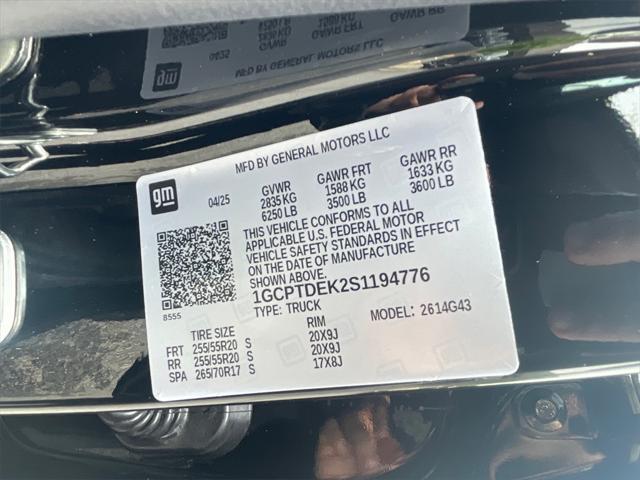 MFD BY GENERAL MOTORS LLC
gm
04/25
GVWR
2835 KG
6250 LB
GAWR FRT
1588 KG
3500 LB
GAWR RR
1633 KG
3600 LB
THIS VEHICLE CONFORMS TO ALL
APPLICABLE U.S. FEDERAL MOTOR
VEHICLE SAFETY STANDARDS IN EFFECT
ON THE DATE OF MANUFACTURE
SHOWN ABOVE.
1GCPTDEK2S1194776
TYPE: TRUCK
MODEL: 2614G43
8555
TIRE SIZE RIM
FRT 255/55R20 S 20X9J
RR 255/55R20 S 20X9J
SPA 265/70R17 S 17X8J